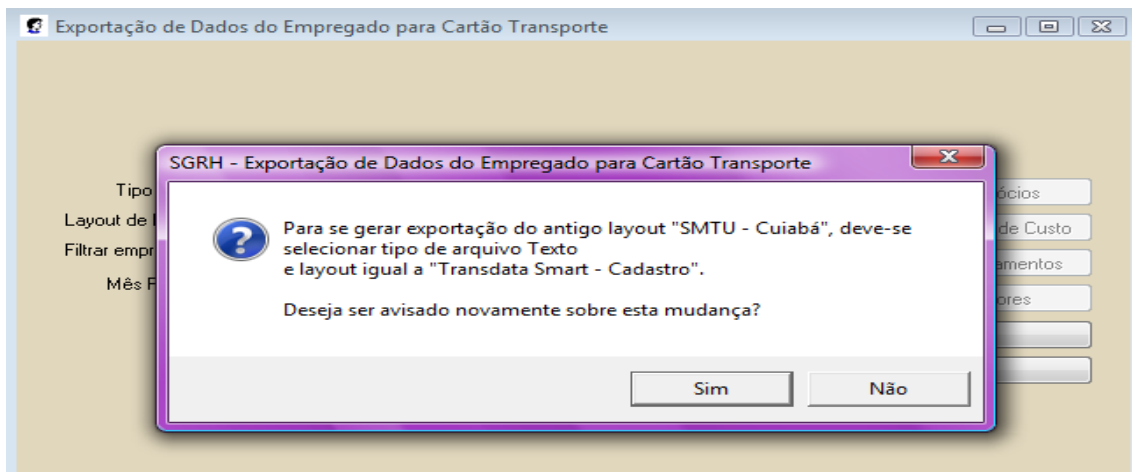 Exportação de Dados do Empregado para Cartão Transporte
SGRH - Exportação de Dados do Empregado para Cartão Transporte
Tipo
Layout de
Filtrar
Mês
Para se gerar exportação do antigo layout "SMTU - Cuiabá", deve-se
selecionar tipo de arquivo Texto
e layout igual a "Transdata Smart - Cadastro".
Deseja ser avisado novamente sobre esta mudança?
Sim
Não
de Custo